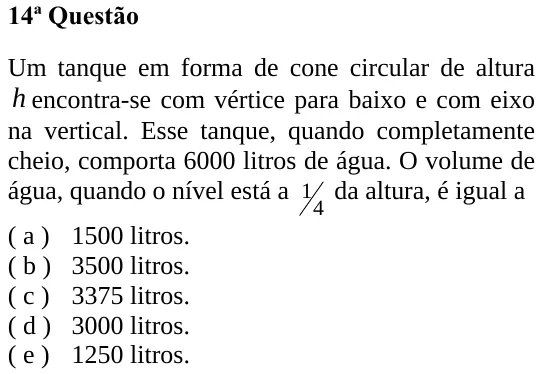 14ª Questão
Um tanque em forma de cone circular de altura
h encontra-se com vértice para baixo e com eixo
na vertical. Esse tanque, quando completamente
cheio, comporta 6000 litros de água. O volume de
água, quando o nível está a 1/4 da altura, é igual a
( a ) 1500 litros.
( b ) 3500 litros.
( c ) 3375 litros.
( d ) 3000 litros.
( e ) 1250 litros.